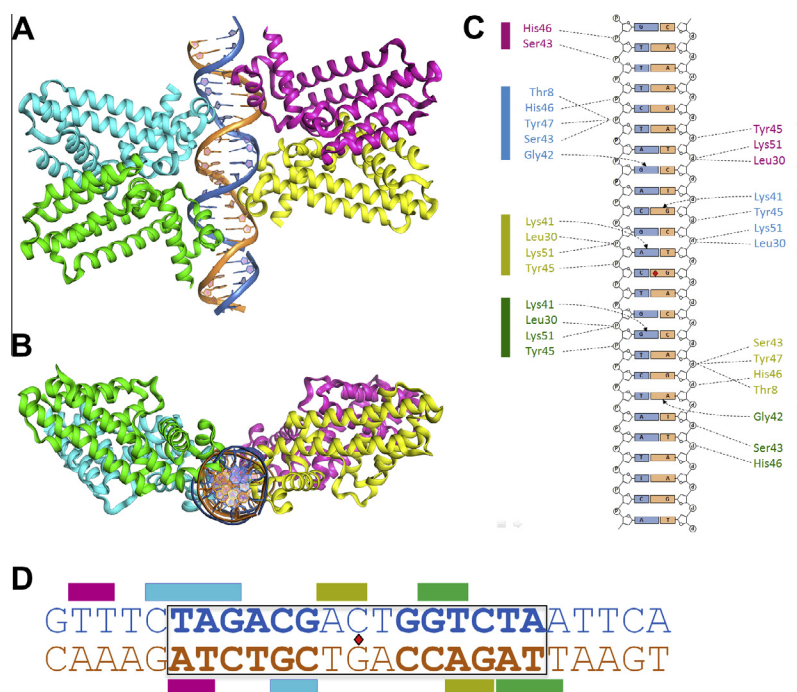 A
B
C
D
His46
Ser43
Thr8
His46
Tyr47
Ser43
Gly42
Lys41
Leu30
Lys51
Tyr45
Lys41
Leu30
Lys51
Tyr45
G C
T A
T A
T A
C G
T A
A T
G C
A T
C G
G C
A T
C G
T A
G C
G C
T A
C G
T A
A T
A T
T A
T A
C G
A T
Tyr45
Lys51
Leu30
Lys41
Tyr45
Lys51
Leu30
Ser43
Tyr47
His46
Thr8
Gly42
Ser43
His46
GTTTCTAGACGACTGGTCTAATTCA
CAAAGATCTGCTGACCAGATTAAGT